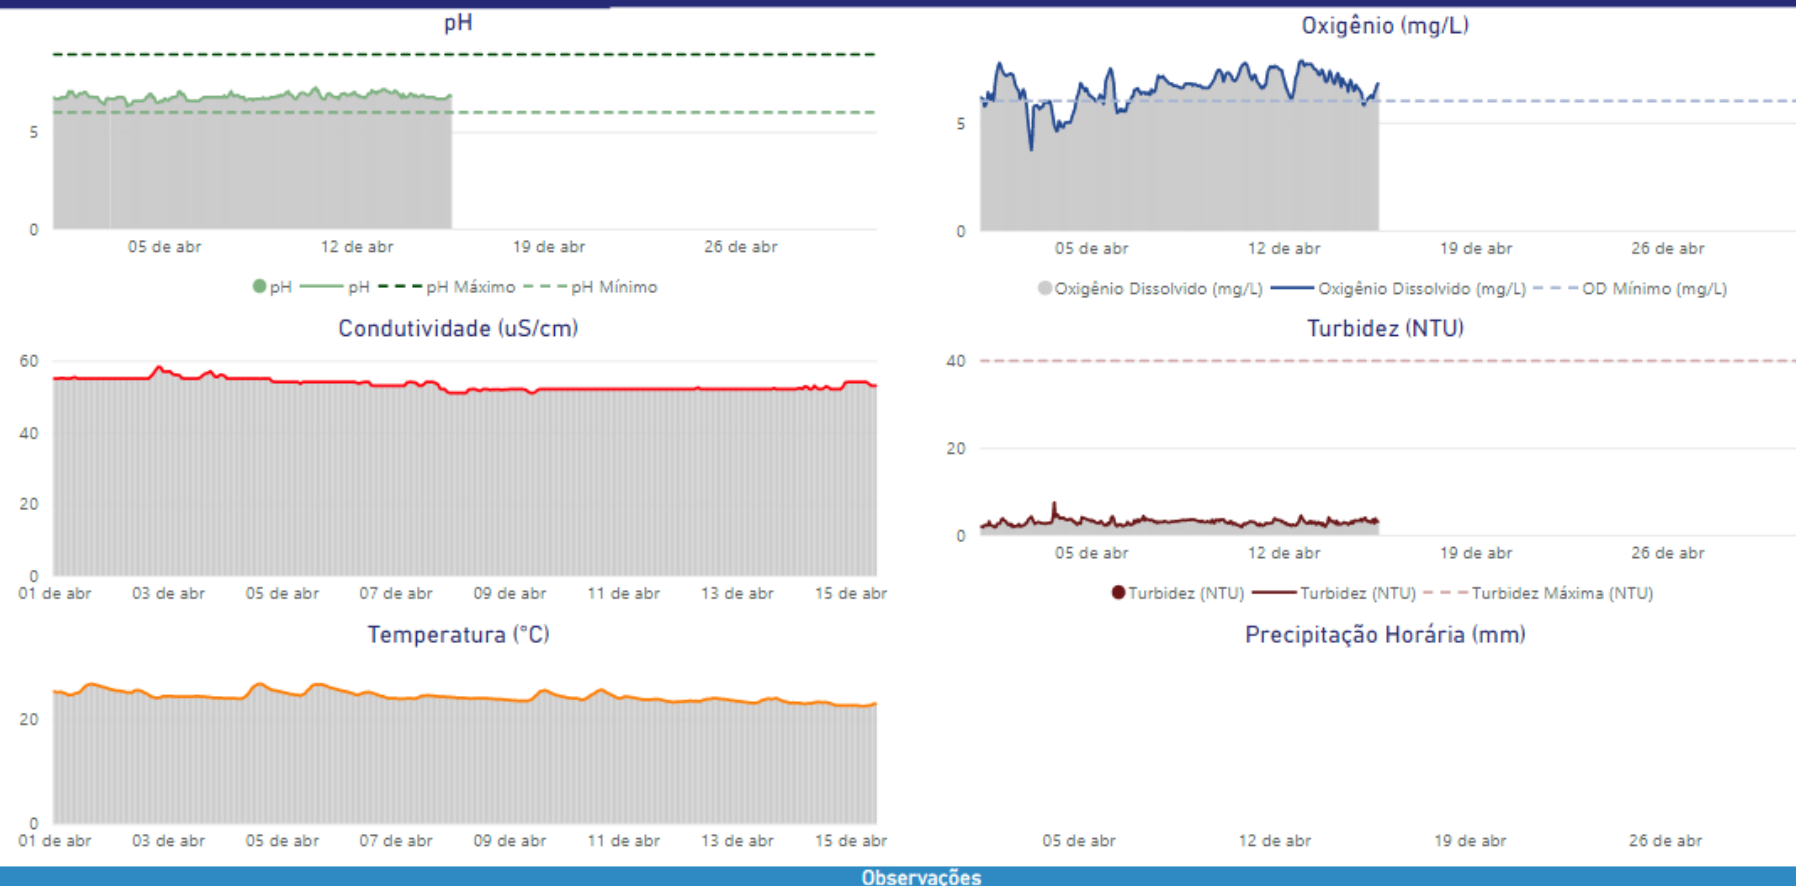 pH
5
0
05 de abr 12 de abr 19 de abr 26 de abr
pH pH pH Máximo pH Mínimo
Oxigênio (mg/L)
5
0
05 de abr 12 de abr 19 de abr 26 de abr
Oxigênio Dissolvido (mg/L) Oxigênio Dissolvido (mg/L) OD Mínimo (mg/L)
Condutividade (uS/cm)
60
40
20
0
01 de abr 03 de abr 05 de abr 07 de abr 09 de abr 11 de abr 13 de abr 15 de abr
Turbidez (NTU)
40
20
0
05 de abr 12 de abr 19 de abr 26 de abr
Turbidez (NTU) Turbidez (NTU) Turbidez Máxima (NTU)
Temperatura (°C)
20
0
01 de abr 03 de abr 05 de abr 07 de abr 09 de abr 11 de abr 13 de abr 15 de abr
Precipitação Horária (mm)
05 de abr 12 de abr 19 de abr 26 de abr
Observações